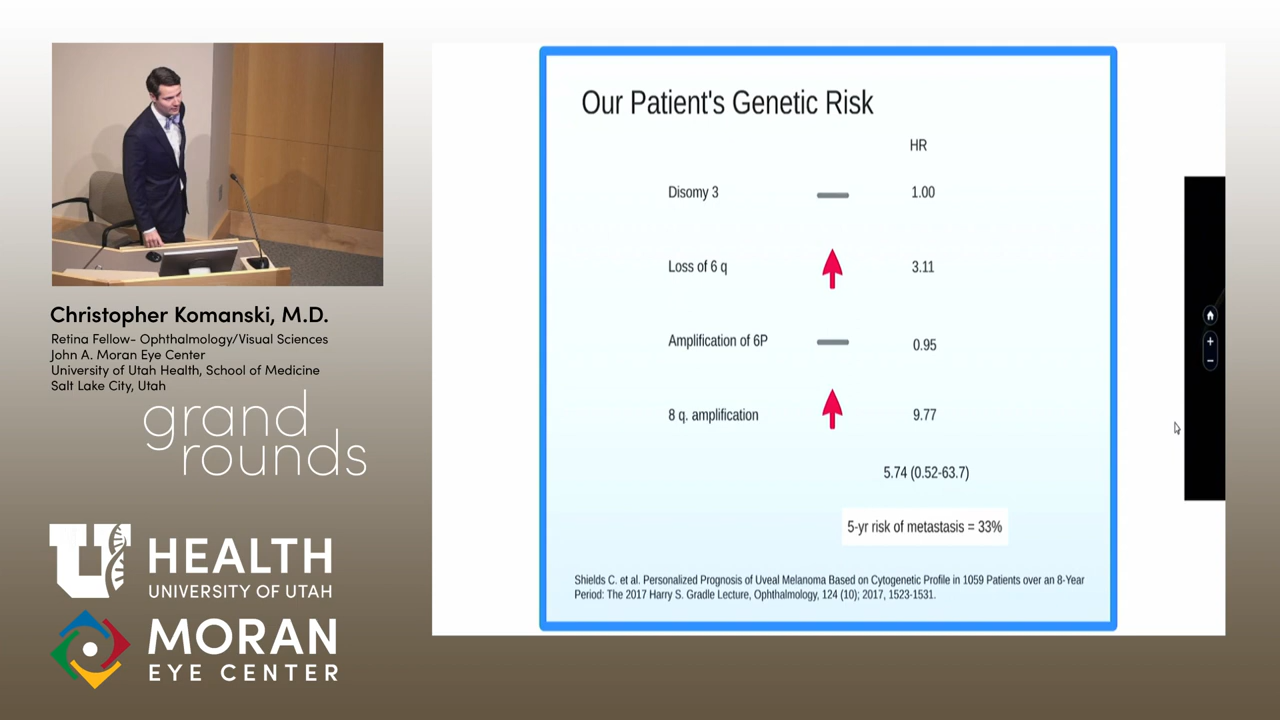 Christopher Komanski, M.D.
Retina Fellow- Ophthalmology/Visual Sciences
John A. Moran Eye Center
University of Utah Health, School of Medicine
Salt Lake City, Utah
grand
rounds
U HEALTH
UNIVERSITY OF UTAH
MORAN
EYE CENTER
Our Patient's Genetic Risk
HR
Disomy 3 1.00
Loss of 6 q 3.11
Amplification of 6P 0.95
8 q. amplification 9.77
5.74 (0.52-63.7)
5-yr risk of metastasis = 33%
Shields C. et al. Personalized Prognosis of Uveal Melanoma Based on Cytogenetic Profile in 1059 Patients over an 8-Year
Period: The 2017 Harry S. Gradle Lecture, Ophthalmology, 124 (10); 2017, 1523-1531.